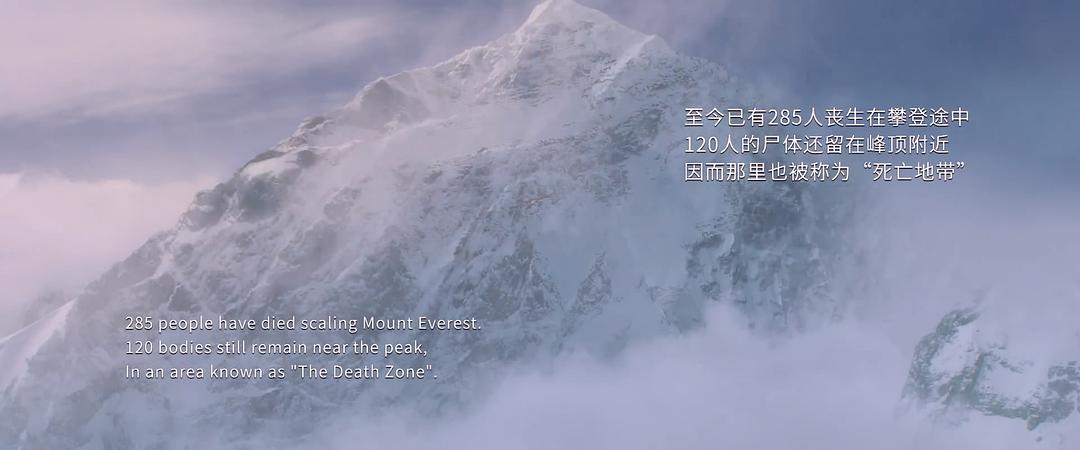 至今已有285人丧生在攀登途中
120人的尸体还留在峰顶附近
因而那里也被称为“死亡地带”
285 people have died scaling Mount Everest.
120 bodies still remain near the peak,
In an area known as "The Death Zone".